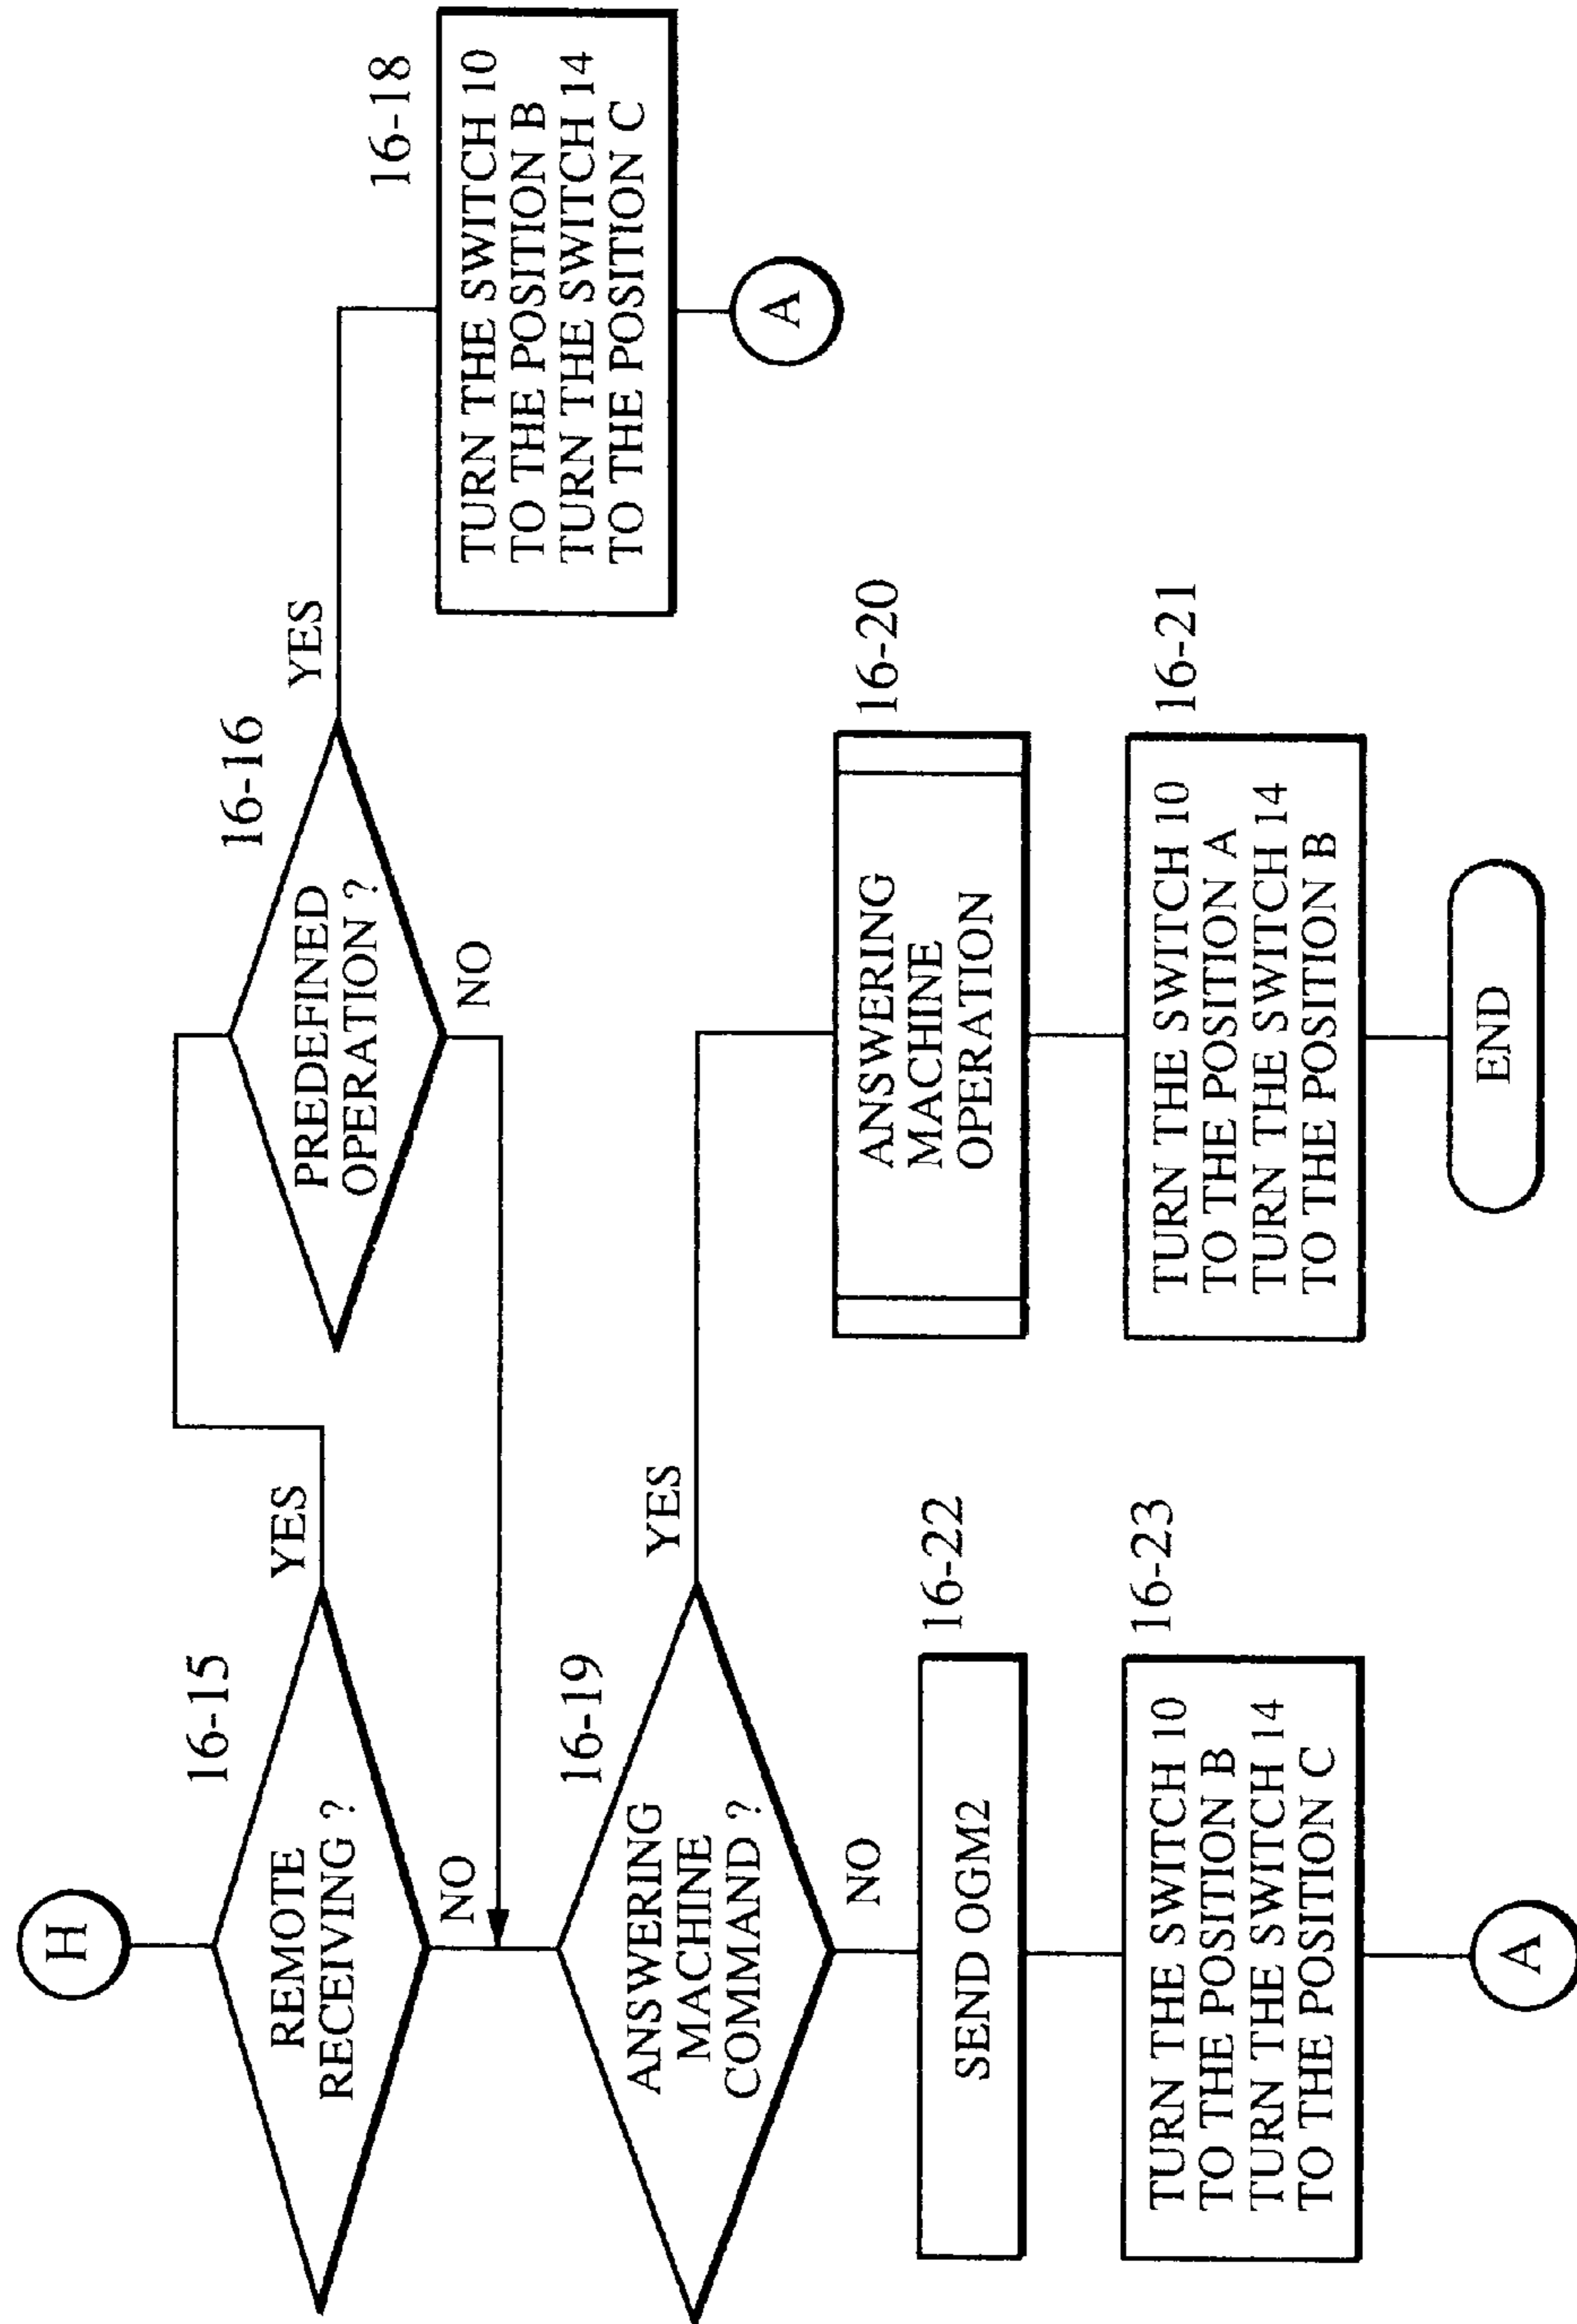 H
16-15
REMOTE
RECEIVING ?
YES
NO
16-16
PREDEFINED
OPERATION ?
YES
NO
16-18
TURN THE SWITCH 10
TO THE POSITION B
TURN THE SWITCH 14
TO THE POSITION C
A
16-19
ANSWERING
MACHINE
COMMAND ?
YES
NO
16-20
ANSWERING
MACHINE
OPERATION
16-21
TURN THE SWITCH 10
TO THE POSITION A
TURN THE SWITCH 14
TO THE POSITION B
END
16-22
SEND OGM2
16-23
TURN THE SWITCH 10
TO THE POSITION B
TURN THE SWITCH 14
TO THE POSITION C
A